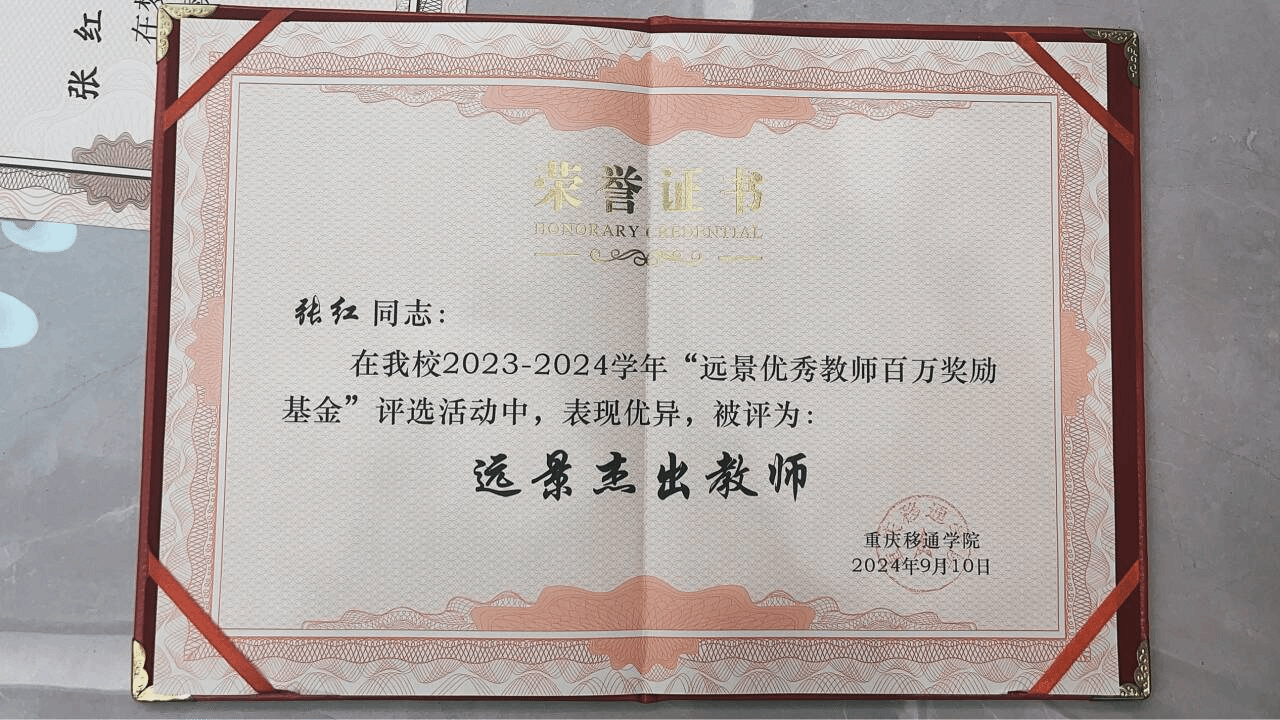 张红
在
荣誉证书
HONORARY CREDENTIAL
张红 同志：
在我校2023-2024学年“远景优秀教师百万奖励
基金”评选活动中，表现优异，被评为：
远景杰出教师
重庆移通学院
2024年9月10日